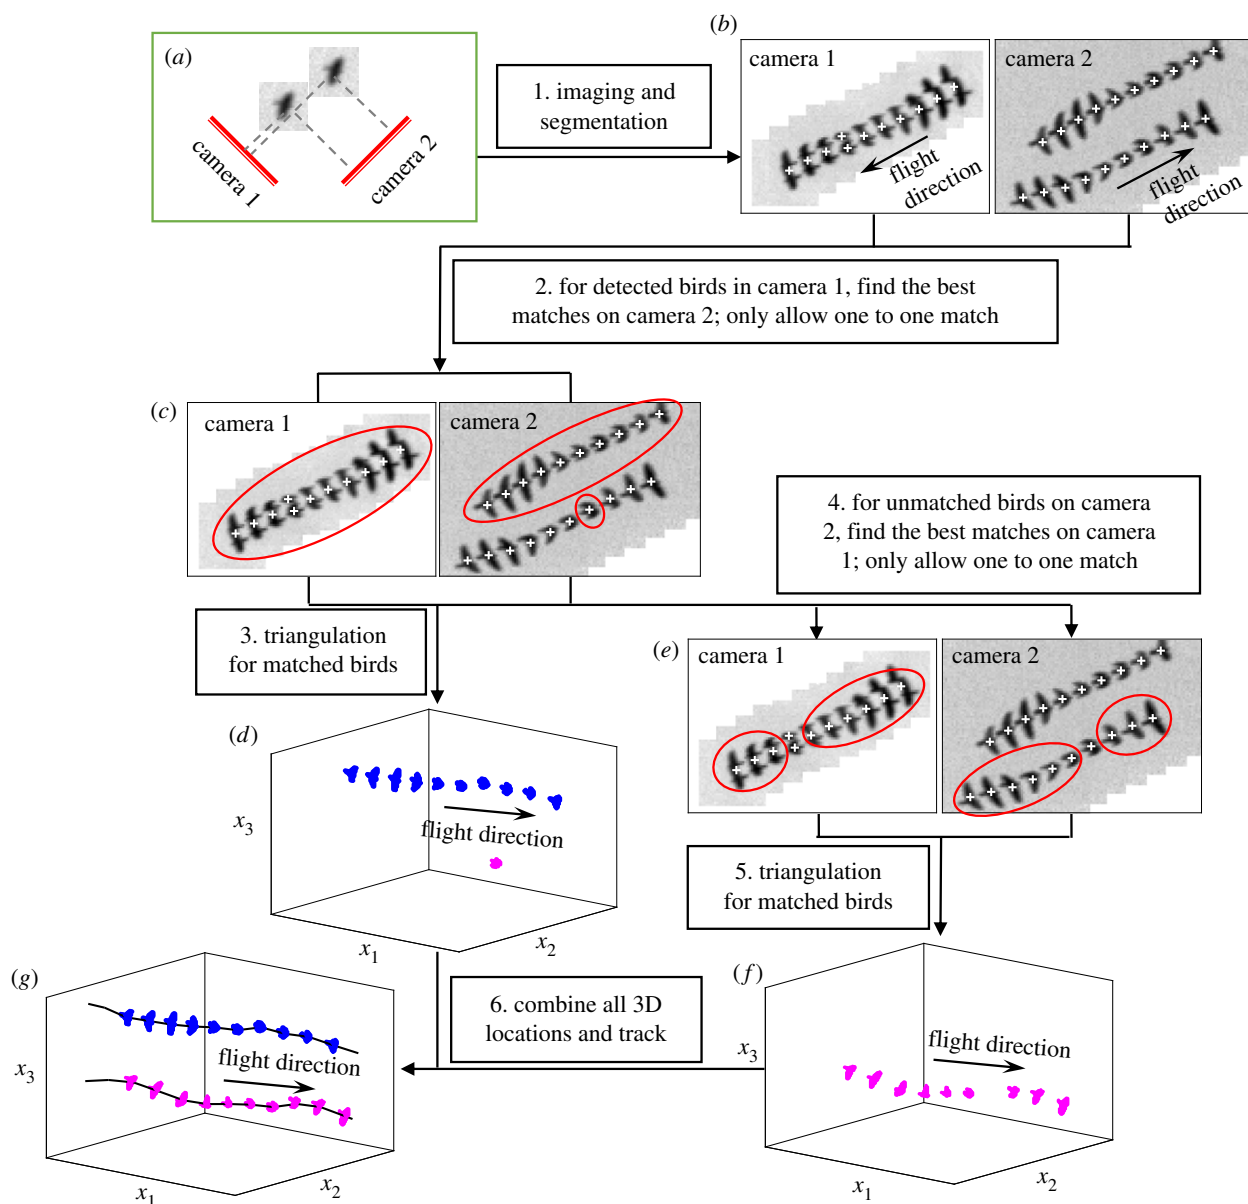 (a)
camera 1
camera 2
1. imaging and
segmentation
(b)
camera 1
flight
direction
camera 2
flight
direction
2. for detected birds in camera 1, find the best
matches on camera 2; only allow one to one match
(c)
camera 1
camera 2
4. for unmatched birds on camera
2, find the best matches on camera
1; only allow one to one match
3. triangulation
for matched birds
(e)
camera 1
camera 2
(d)
x3
flight direction
x1
x2
5. triangulation
for matched birds
(g)
x3
flight direction
x1
x2
6. combine all 3D
locations and track
(f)
x3
flight direction
x1
x2